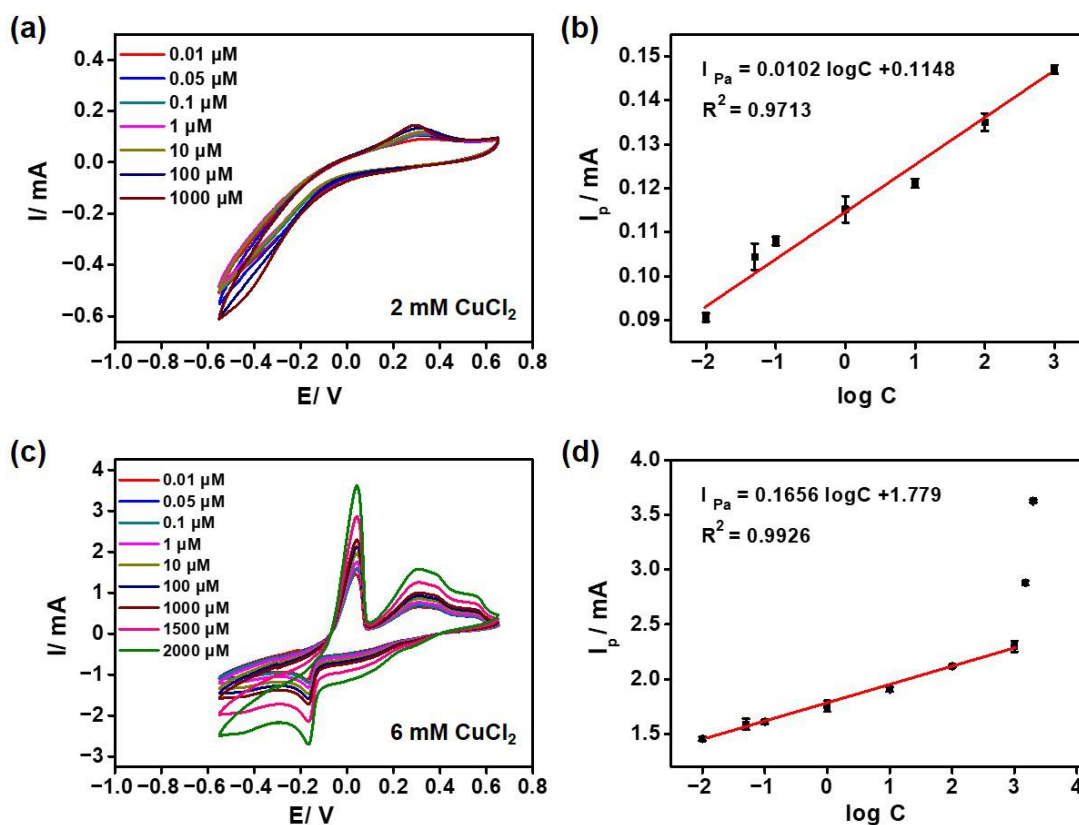 (a)
0.01 µM
0.05 µM
0.1 µM
1 µM
10 µM
100 µM
1000 µM
2 mM CuCl2
I/ mA
0.4
0.2
0.0
−0.2
−0.4
−0.6
−1.0 −0.8 −0.6 −0.4 −0.2 0.0 0.2 0.4 0.6 0.8
E/ V
(b)
I Pa = 0.0102 logC +0.1148
R2 = 0.9713
Ip / mA
0.15
0.14
0.13
0.12
0.11
0.10
0.09
−2 −1 0 1 2 3
log C
(c)
0.01 µM
0.05 µM
0.1 µM
1 µM
10 µM
100 µM
1000 µM
1500 µM
2000 µM
6 mM CuCl2
I/ mA
4
3
2
1
0
−1
−2
−3
−1.0 −0.8 −0.6 −0.4 −0.2 0.0 0.2 0.4 0.6 0.8
E/ V
(d)
I Pa = 0.1656 logC +1.779
R2 = 0.9926
Ip / mA
4.0
3.5
3.0
2.5
2.0
1.5
−2 −1 0 1 2 3 4
log C